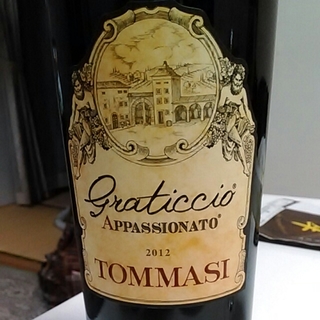 Graticcio®
APPASSIONATO®
2012
TOMMASI